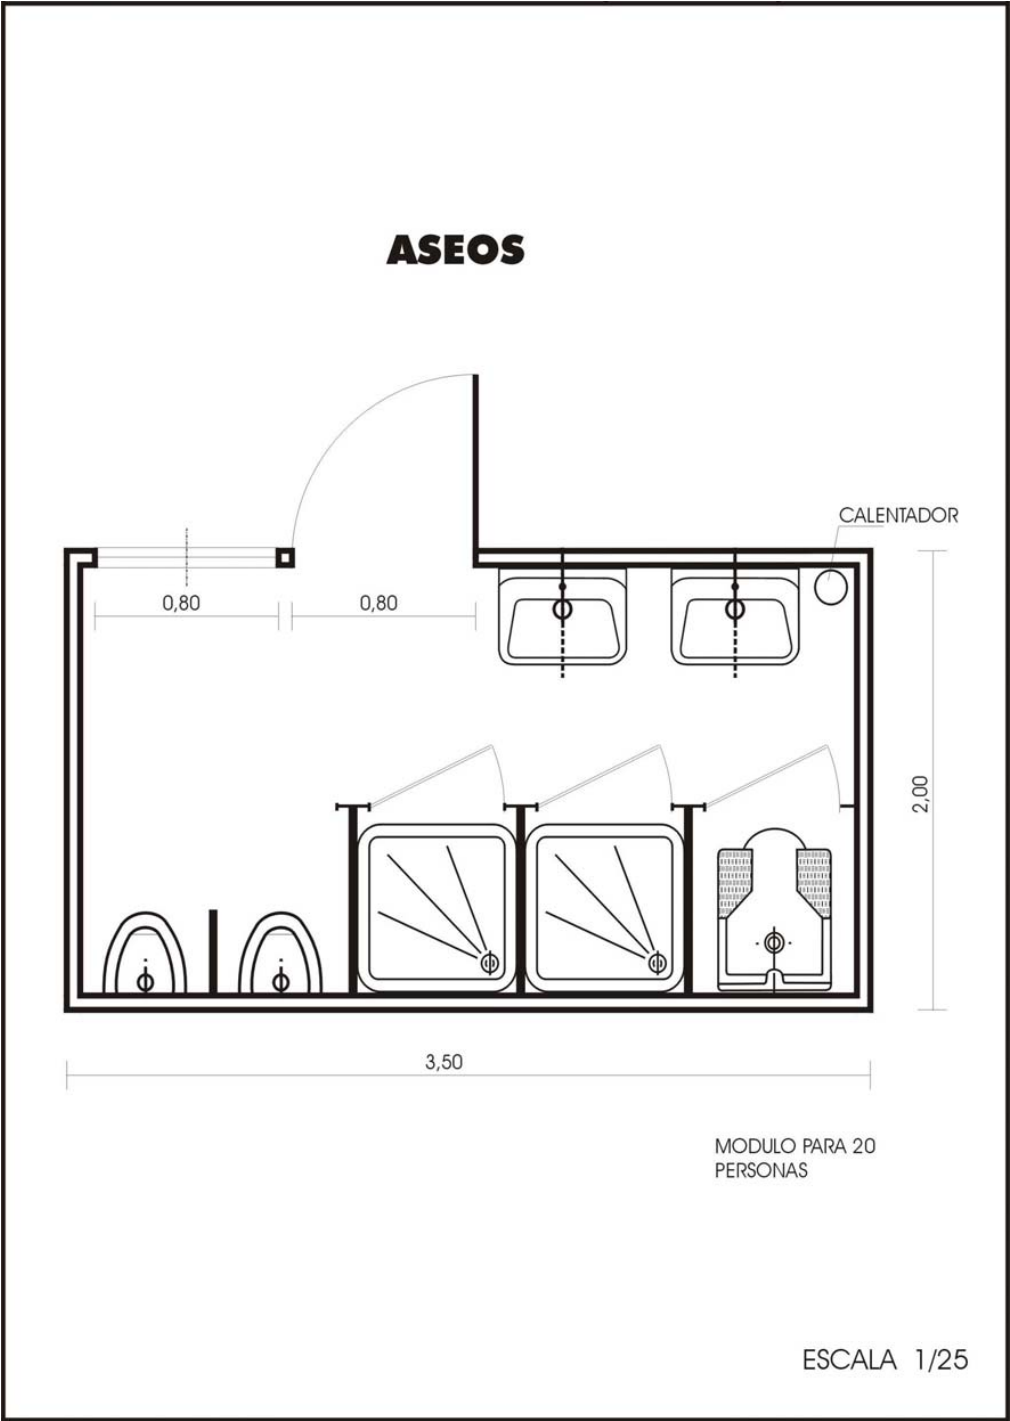 ASEOS
CALENTADOR
0,80
0,80
2,00
3,50
MODULO PARA 20
PERSONAS
ESCALA 1/25